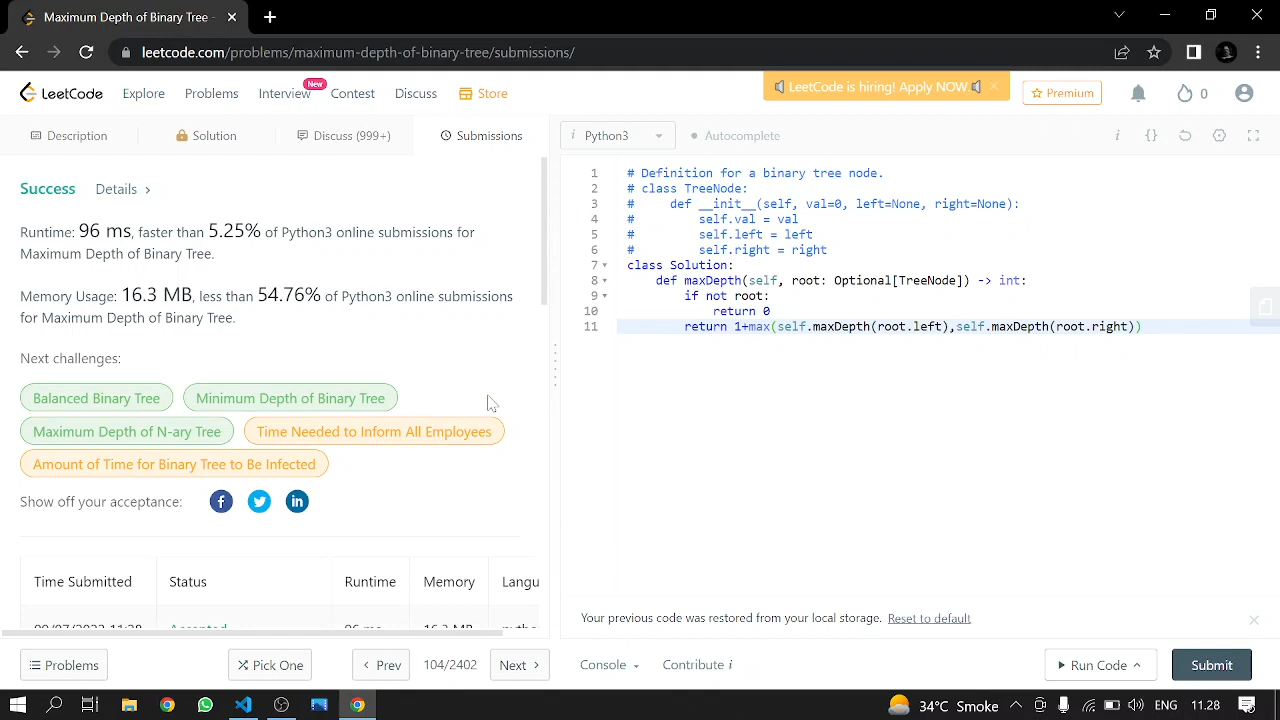 Maximum Depth of Binary Tree -
leetcode.com/problems/maximum-depth-of-binary-tree/submissions/
LeetCode
Explore
Problems
Interview
New
Contest
Discuss
Store
LeetCode is hiring! Apply NOW.
Premium
0
Description
Solution
Discuss (999+)
Submissions
i Python3
Autocomplete
i
{}
Success
Details
Runtime: 96 ms, faster than 5.25% of Python3 online submissions for
Maximum Depth of Binary Tree.
Memory Usage: 16.3 MB, less than 54.76% of Python3 online submissions
for Maximum Depth of Binary Tree.
Next challenges:
Balanced Binary Tree
Minimum Depth of Binary Tree
Maximum Depth of N-ary Tree
Time Needed to Inform All Employees
Amount of Time for Binary Tree to Be Infected
Show off your acceptance:
Time Submitted
Status
Runtime
Memory
Langu
1 # Definition for a binary tree node.
2 # class TreeNode:
3 #     def __init__(self, val=0, left=None, right=None):
4 #         self.val = val
5 #         self.left = left
6 #         self.right = right
7 class Solution:
8     def maxDepth(self, root: Optional[TreeNode]) -> int:
9         if not root:
10             return 0
11         return 1+max(self.maxDepth(root.left),self.maxDepth(root.right))
Your previous code was restored from your local storage. Reset to default
Problems
Pick One
Prev
104/2402
Next
Console
Contribute i
Run Code
Submit
34°C Smoke
ENG
11:28